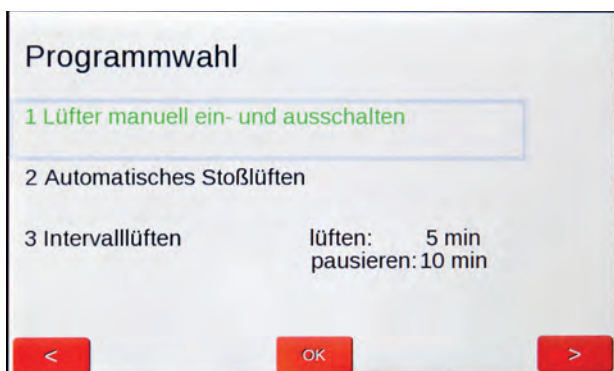 Programmwahl
1 Lüfter manuell ein- und ausschalten
2 Automatisches Stoßlüften
3 Intervalllüften lüften: 5 min
pausieren: 10 min
< OK >